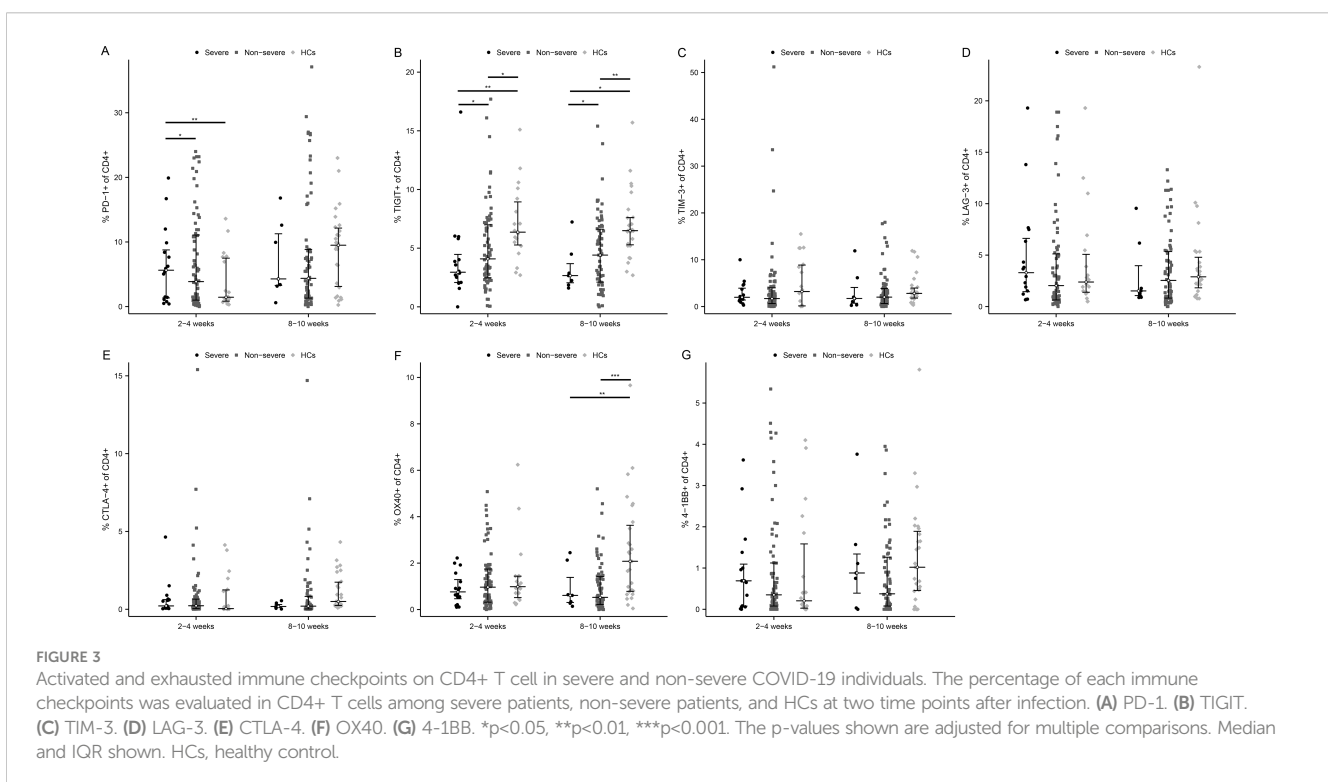 A
Severe Non−severe HCs
% PD−1+ of CD4+
30
20
10
0
**
*
2−4 weeks 8−10 weeks
B
Severe Non−severe HCs
% TIGIT+ of CD4+
20
15
10
5
0
*
**
*
**
*
*
2−4 weeks 8−10 weeks
C
Severe Non−severe HCs
% TIM−3+ of CD4+
50
40
30
20
10
0
2−4 weeks 8−10 weeks
D
Severe Non−severe HCs
% LAG−3+ of CD4+
20
15
10
5
0
2−4 weeks 8−10 weeks
E
Severe Non−severe HCs
% CTLA−4+ of CD4+
15
10
5
0
2−4 weeks 8−10 weeks
F
Severe Non−severe HCs
% OX40+ of CD4+
10
8
6
4
2
0
***
**
2−4 weeks 8−10 weeks
G
Severe Non−severe HCs
% 4−1BB+ of CD4+
5
4
3
2
1
0
2−4 weeks 8−10 weeks
FIGURE 3
Activated and exhausted immune checkpoints on CD4+ T cell in severe and non-severe COVID-19 individuals. The percentage of each immune
checkpoints was evaluated in CD4+ T cells among severe patients, non-severe patients, and HCs at two time points after infection. (A) PD-1. (B) TIGIT.
(C) TIM-3. (D) LAG-3. (E) CTLA-4. (F) OX40. (G) 4-1BB. *p<0.05, **p<0.01, ***p<0.001. The p-values shown are adjusted for multiple comparisons. Median
and IQR shown. HCs, healthy control.